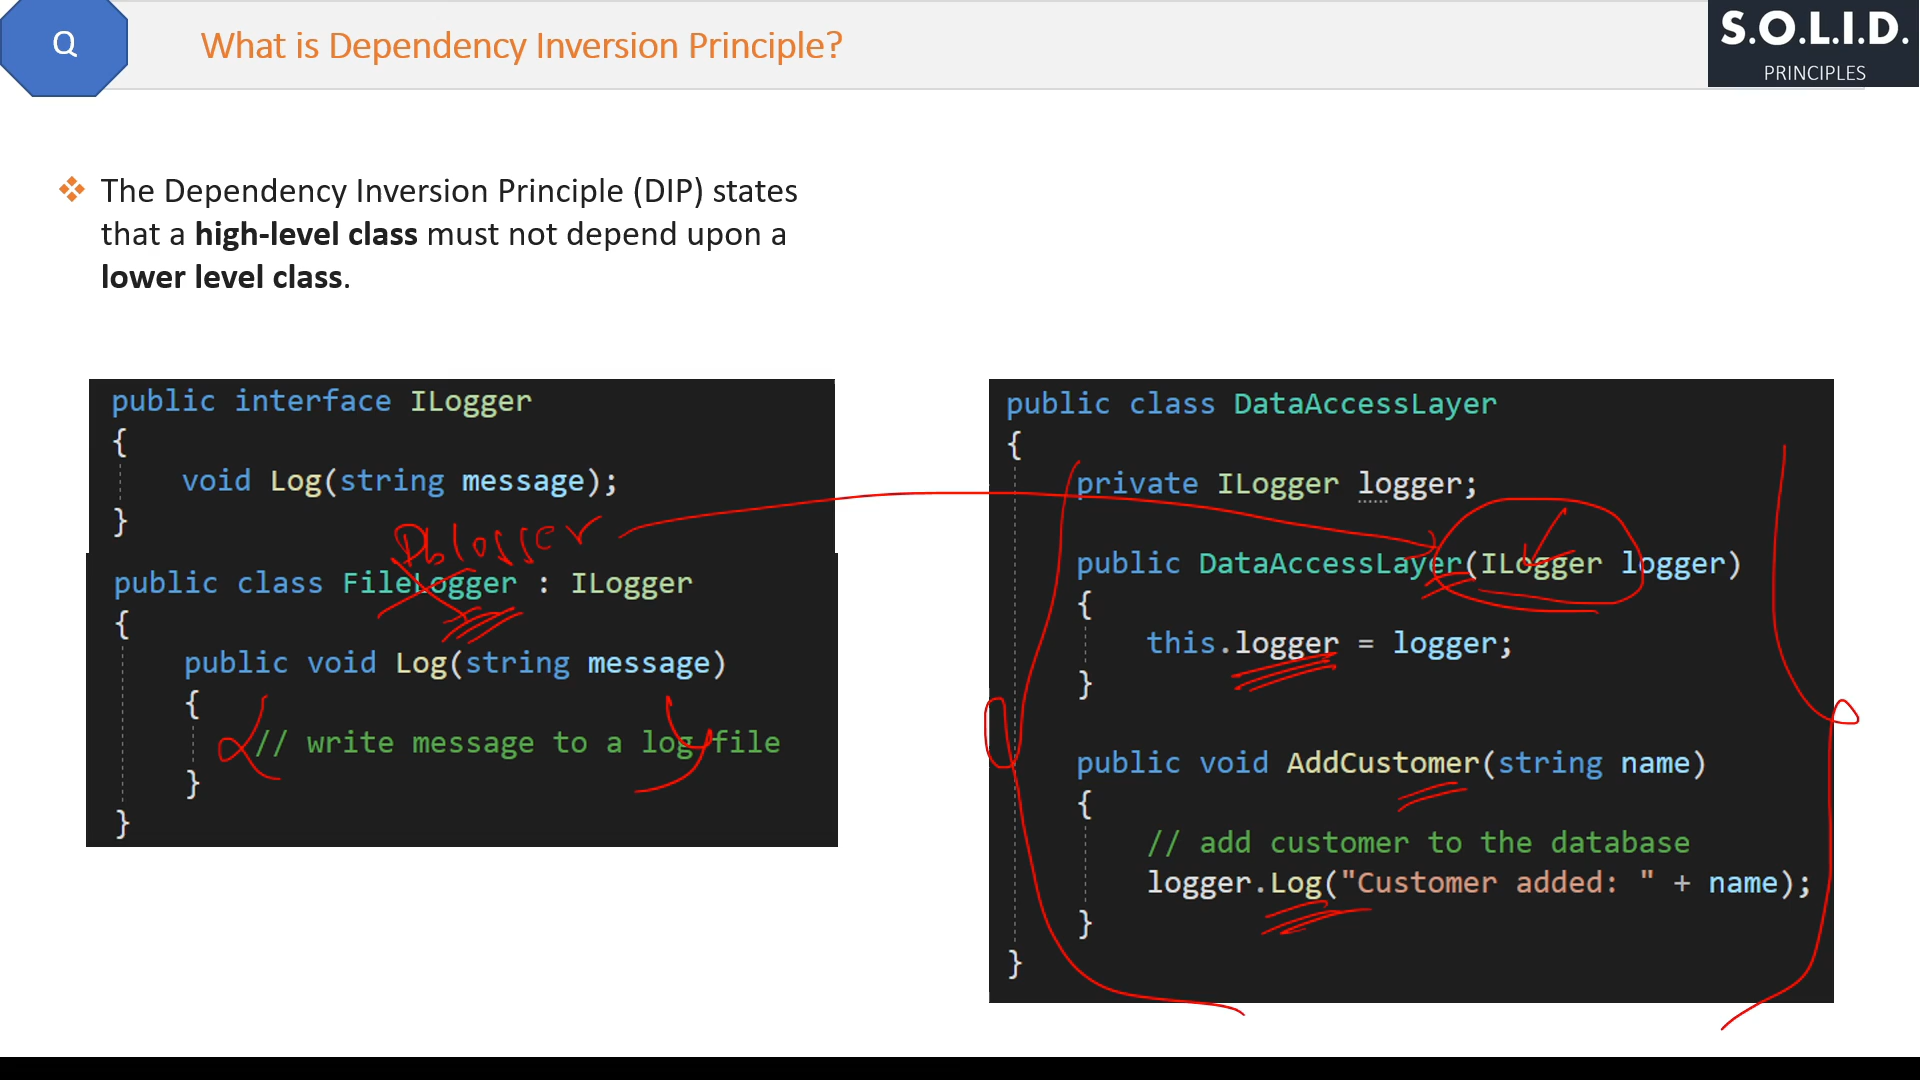 Q
What is Dependency Inversion Principle?
S.O.L.I.D.
PRINCIPLES
The Dependency Inversion Principle (DIP) states
that a high-level class must not depend upon a
lower level class.
public interface ILogger
{
void Log(string message);
}
Dblogger
public class FileLogger : ILogger
{
public void Log(string message)
{
// write message to a log file
}
}
public class DataAccessLayer
{
private ILogger logger;
public DataAccessLayer(ILogger logger)
{
this.logger = logger;
}
public void AddCustomer(string name)
{
// add customer to the database
logger.Log("Customer added: " + name);
}
}